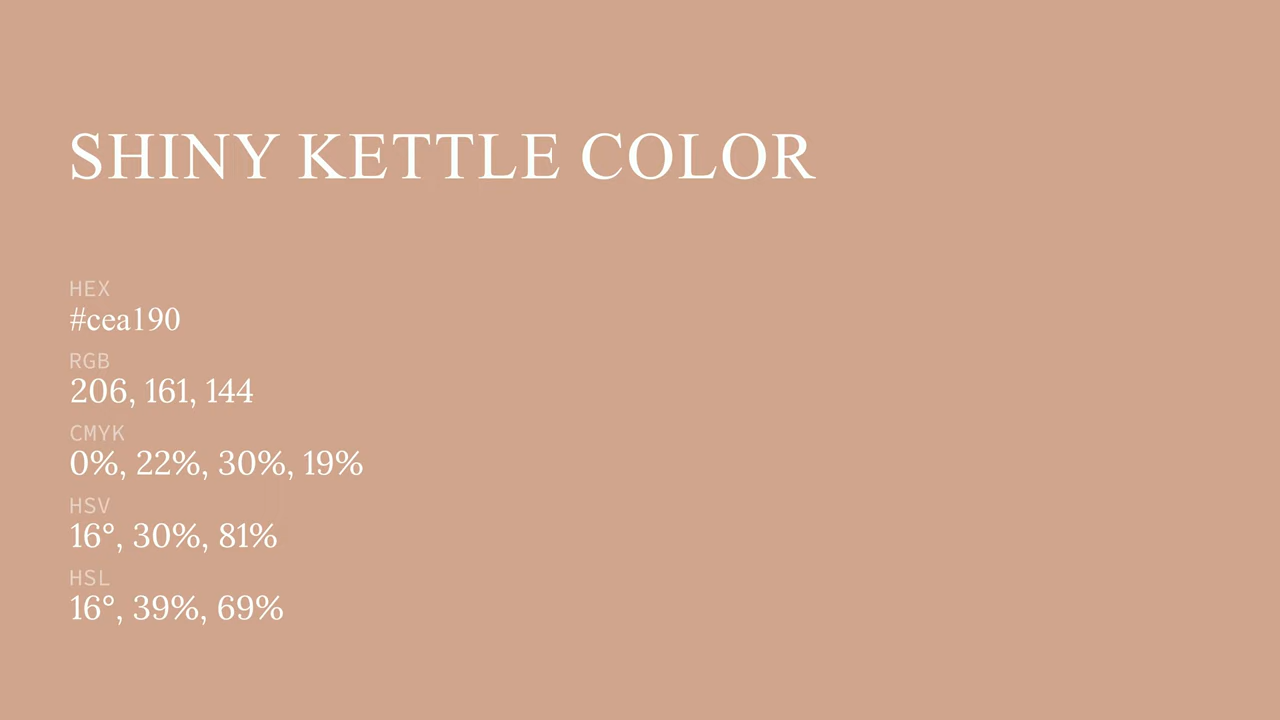 SHINY KETTLE COLOR
HEX
#cea190
RGB
206, 161, 144
CMYK
0%, 22%, 30%, 19%
HSV
16°, 30%, 81%
HSL
16°, 39%, 69%